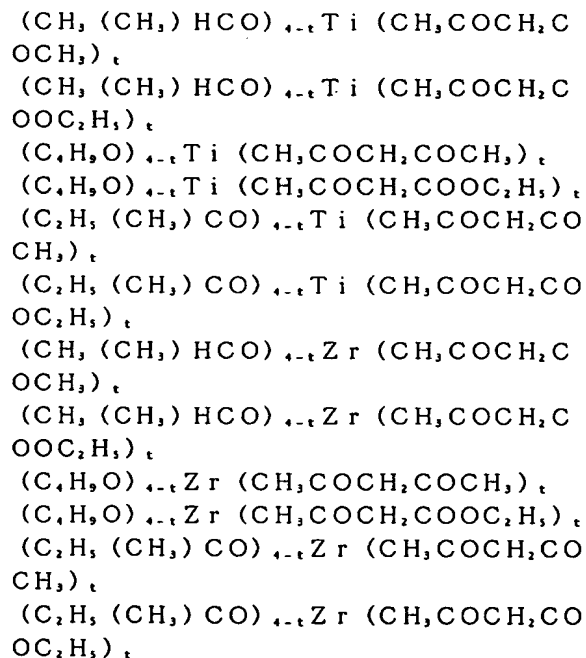 (CH₃(CH₃)HCO)₄₋ₜTi(CH₃COCH₂C
OCH₃)ₜ
(CH₃(CH₃)HCO)₄₋ₜTi(CH₃COCH₂C
OOC₂H₅)ₜ
(C₄H₉O)₄₋ₜTi(CH₃COCH₂COCH₃)ₜ
(C₄H₉O)₄₋ₜTi(CH₃COCH₂COOC₂H₅)ₜ
(C₂H₅(CH₃)CO)₄₋ₜTi(CH₃COCH₂CO
CH₃)ₜ
(C₂H₅(CH₃)CO)₄₋ₜTi(CH₃COCH₂CO
OC₂H₅)ₜ
(CH₃(CH₃)HCO)₄₋ₜZr(CH₃COCH₂C
OCH₃)ₜ
(CH₃(CH₃)HCO)₄₋ₜZr(CH₃COCH₂C
OOC₂H₅)ₜ
(C₄H₉O)₄₋ₜZr(CH₃COCH₂COCH₃)ₜ
(C₄H₉O)₄₋ₜZr(CH₃COCH₂COOC₂H₅)ₜ
(C₂H₅(CH₃)CO)₄₋ₜZr(CH₃COCH₂CO
CH₃)ₜ
(C₂H₅(CH₃)CO)₄₋ₜZr(CH₃COCH₂CO
OC₂H₅)ₜ